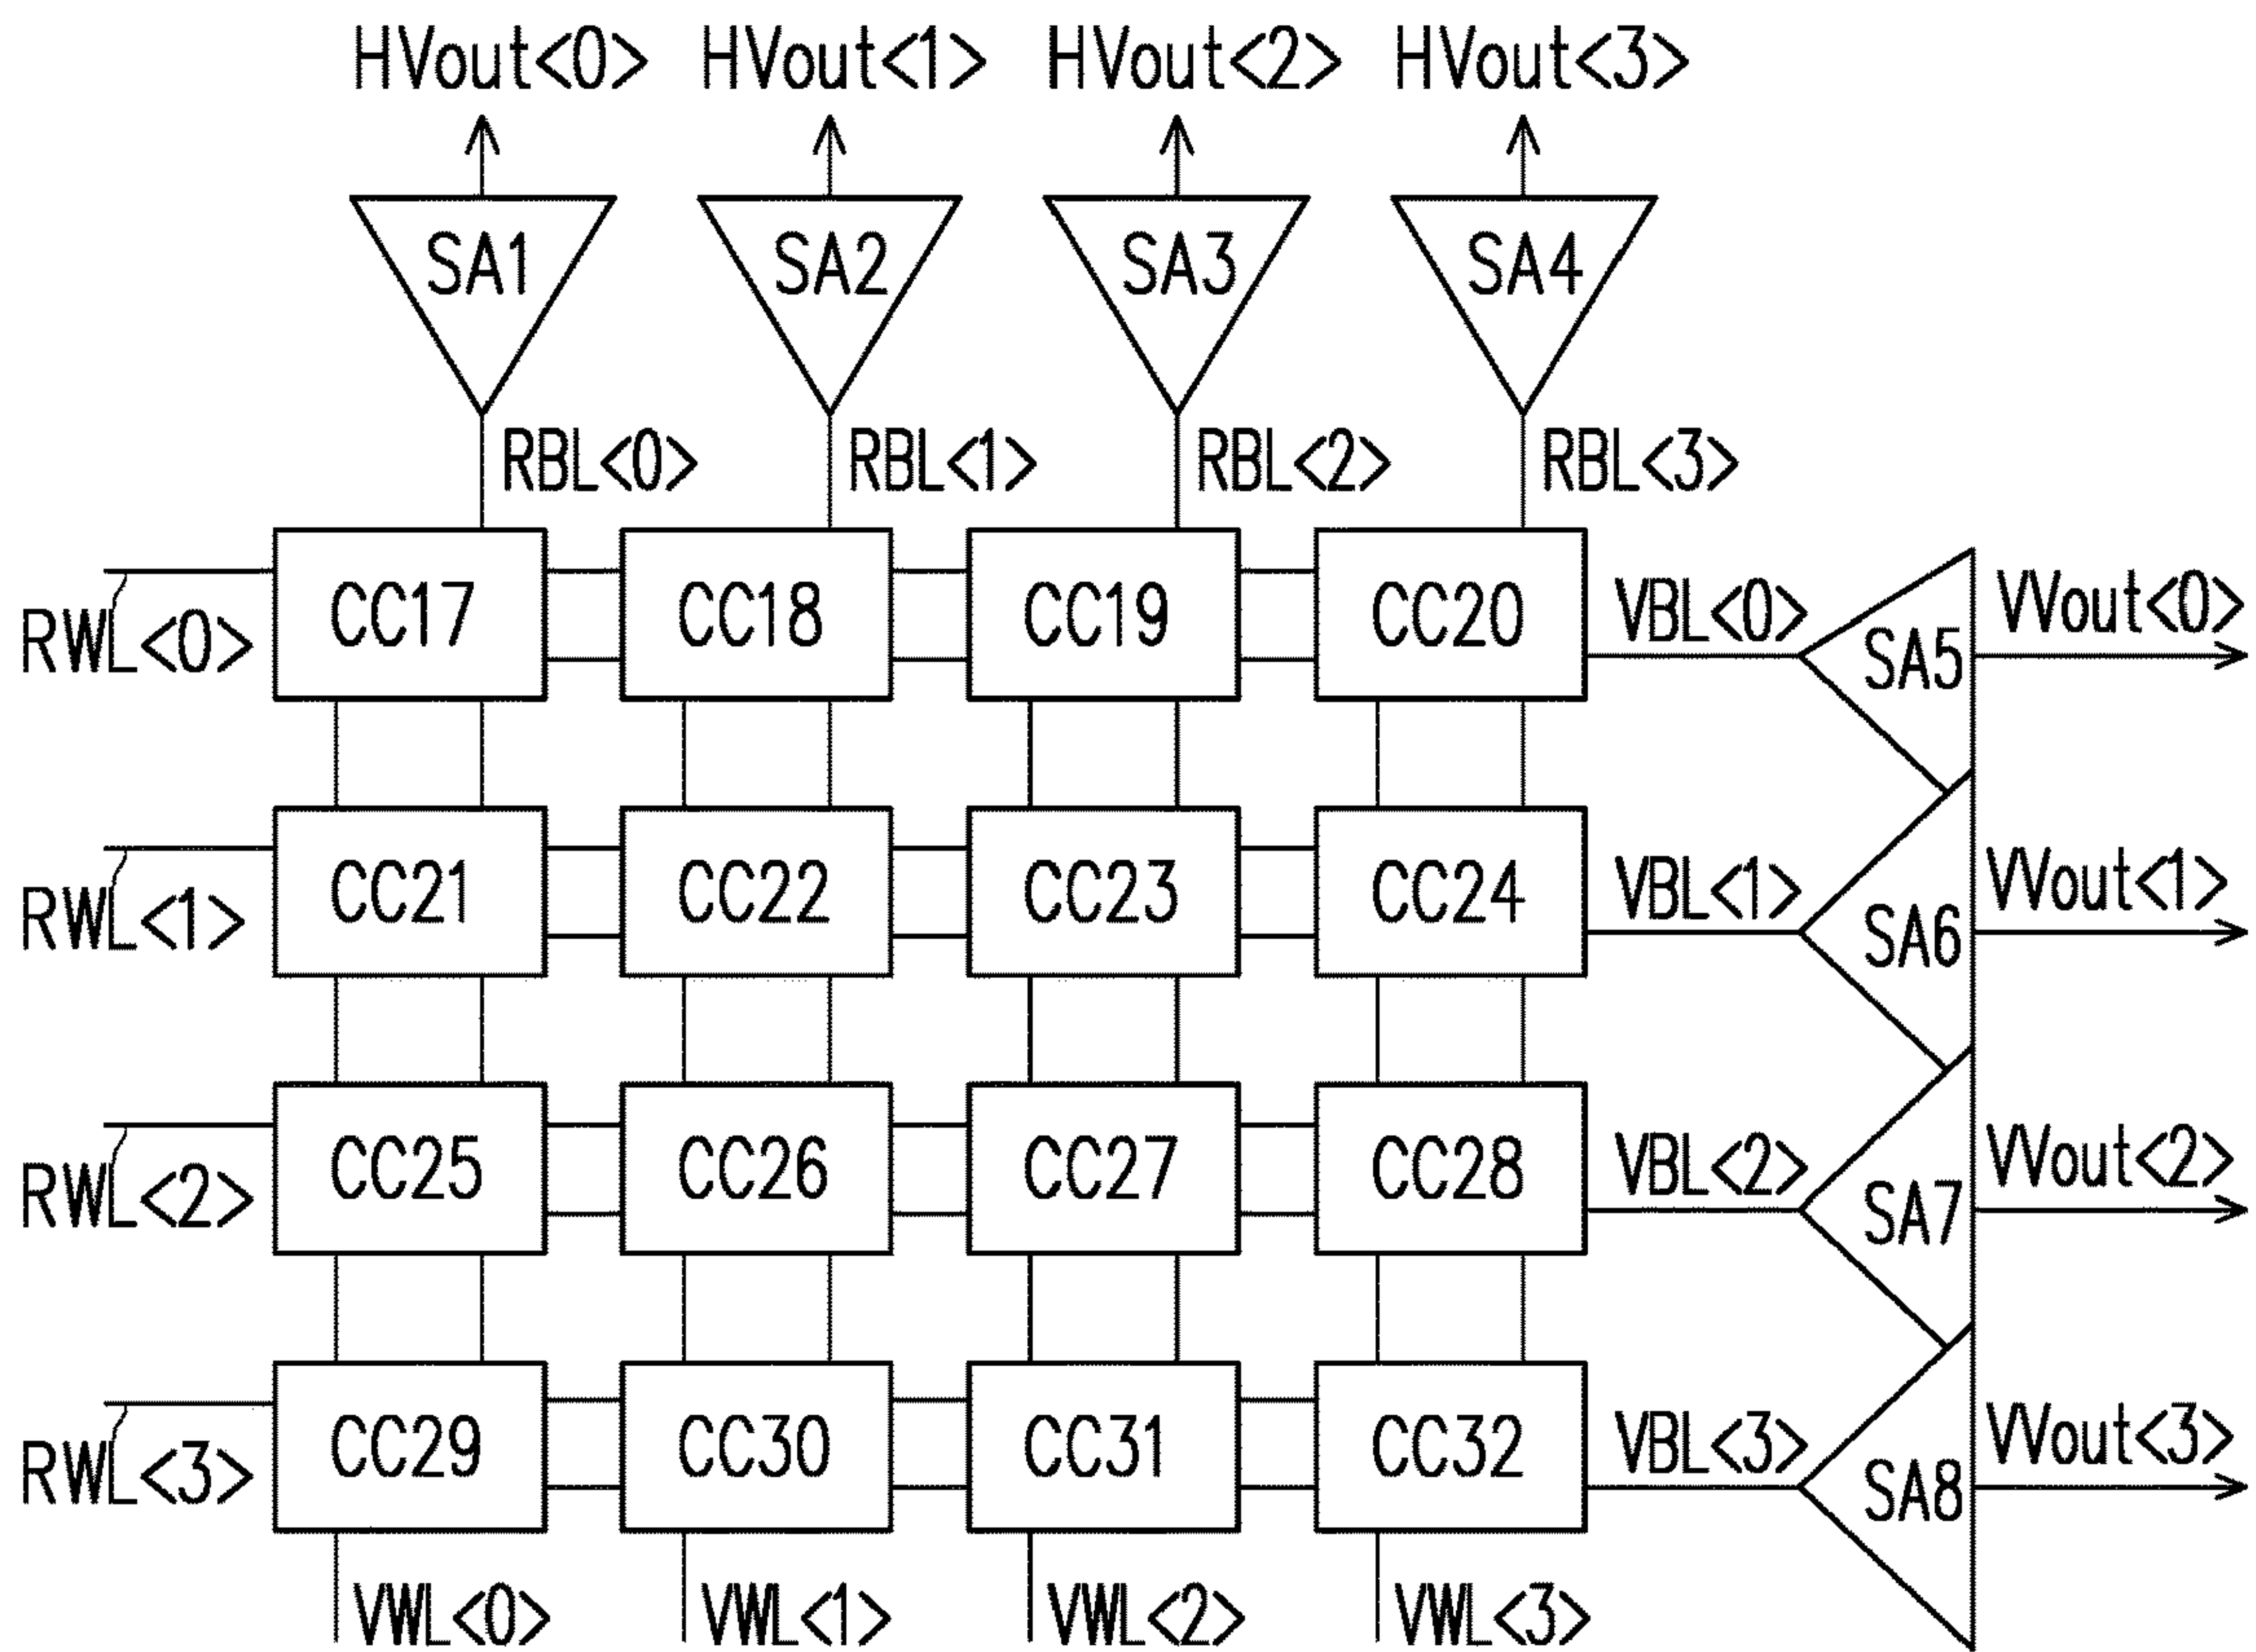 HVout<0> HVout<1> HVout<2> HVout<3>
SA1 SA2 SA3 SA4
RBL<0> RBL<1> RBL<2> RBL<3>
RWL<0> CC17 CC18 CC19 CC20 VBL<0> SA5 VVout<0>
RWL<1> CC21 CC22 CC23 CC24 VBL<1> SA6 VVout<1>
RWL<2> CC25 CC26 CC27 CC28 VBL<2> SA7 VVout<2>
RWL<3> CC29 CC30 CC31 CC32 VBL<3> SA8 VVout<3>
VWL<0> VWL<1> VWL<2> VWL<3>